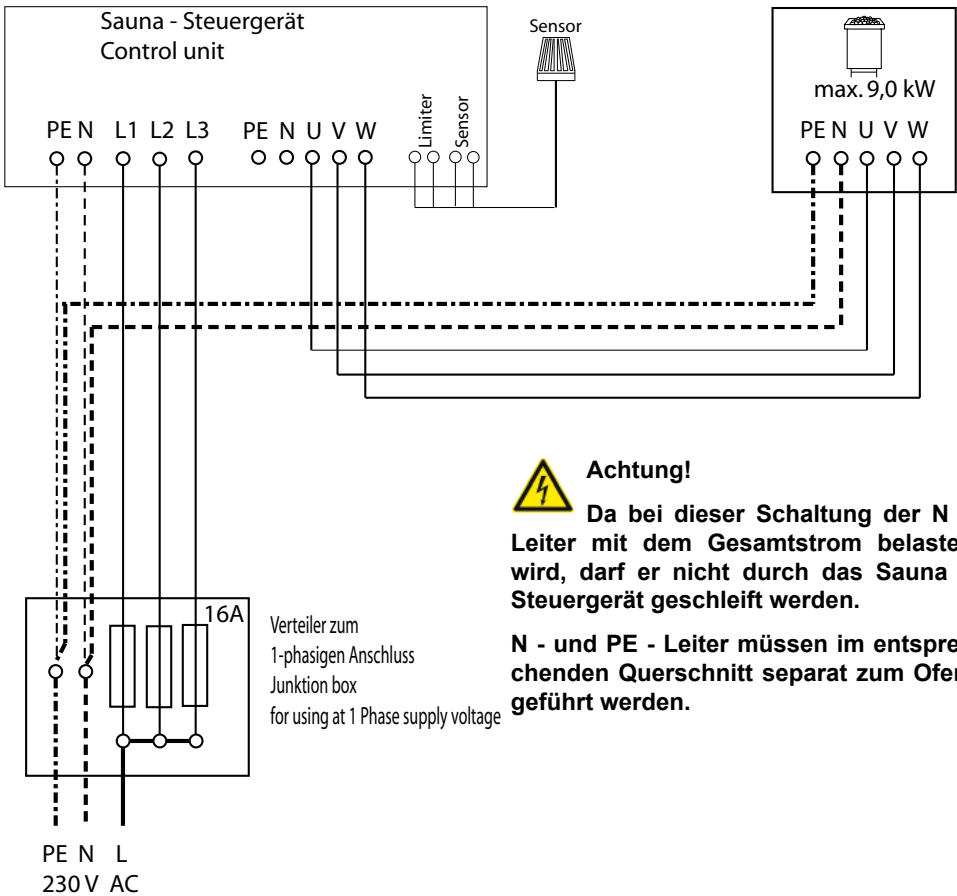 Sauna - Steuergerät
Control unit
PE N L1 L2 L3 PE N U V W
Limiter
Sensor
Sensor
max. 9,0 kW
PE N U V W
Achtung!
Da bei dieser Schaltung der N
Leiter mit dem Gesamtstrom belaste
wird, darf er nicht durch das Sauna
Steuergerät geschleift werden.
N - und PE - Leiter müssen im entspre
chenden Querschnitt separat zum Ofen
geführt werden.
16A
Verteiler zum
1-phasigen Anschluss
Junktion box
for using at 1 Phase supply voltage
PE N L
230 V AC